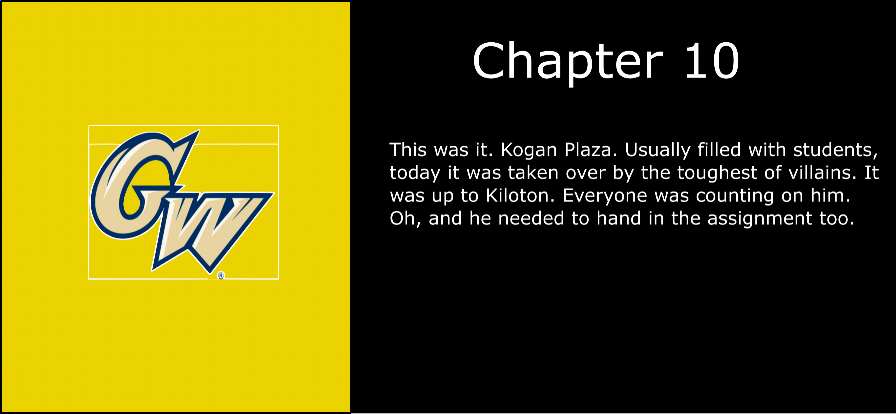 GW
®
Chapter 10
This was it. Kogan Plaza. Usually filled with students,
today it was taken over by the toughest of villains. It
was up to Kiloton. Everyone was counting on him.
Oh, and he needed to hand in the assignment too.